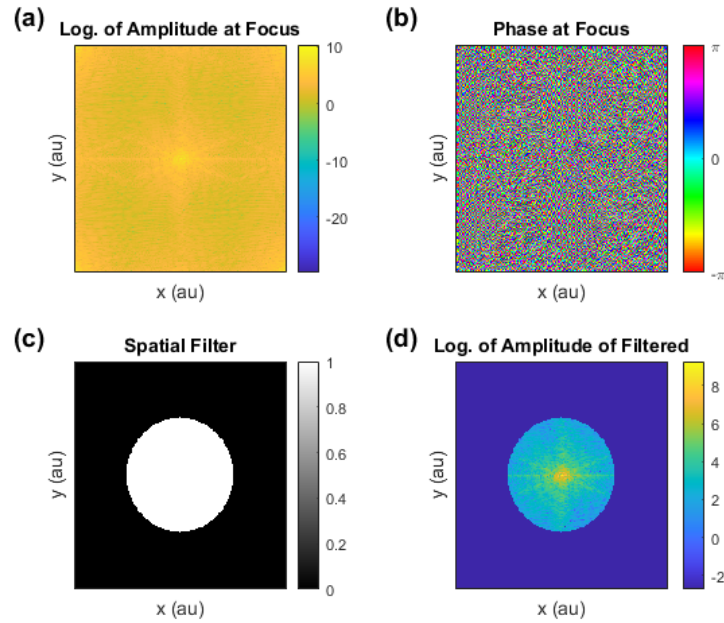 (a)
Log. of Amplitude at Focus
10
0
-10
-20
y (au)
x (au)
(b)
Phase at Focus
π
0
-π
y (au)
x (au)
(c)
Spatial Filter
1
0.8
0.6
0.4
0.2
0
y (au)
x (au)
(d)
Log. of Amplitude of Filtered
8
6
4
2
0
-2
y (au)
x (au)